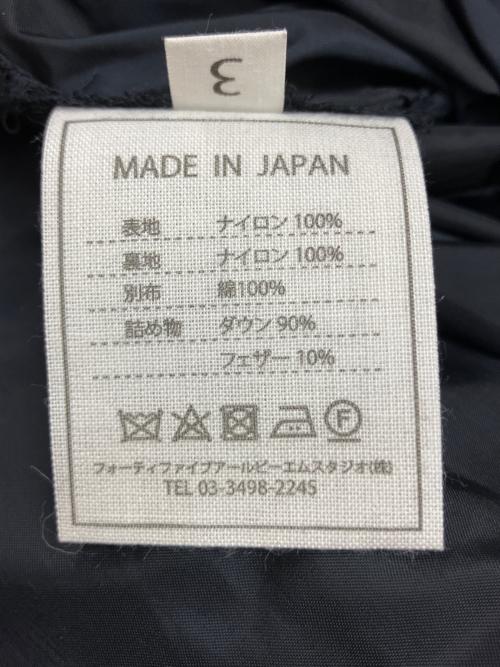 3
MADE IN JAPAN
表地 ナイロン 100%
裏地 ナイロン 100%
別布 綿100%
詰め物 ダウン 90%
フェザー 10%
F
フォーティファイブアールピーエムスタジオ(株)
TEL 03-3498-2245